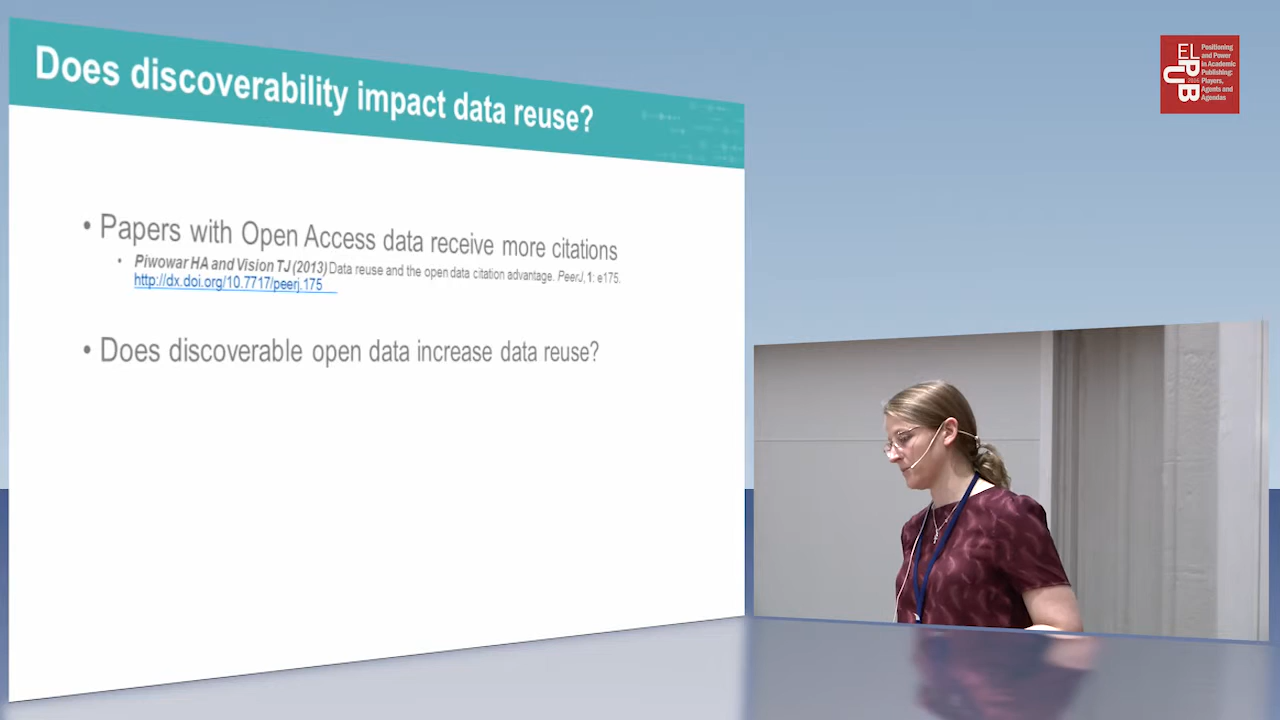 Does discoverability impact data reuse?
• Papers with Open Access data receive more citations
• Piwowar HA and Vision TJ (2013) Data reuse and the open data citation advantage. PeerJ, 1: e175.
http://dx.doi.org/10.7717/peerj.175
• Does discoverable open data increase data reuse?
EL
PUB
2016
Positioning
and Power
in Academic
Publishing:
Players,
Agents and
Agendas